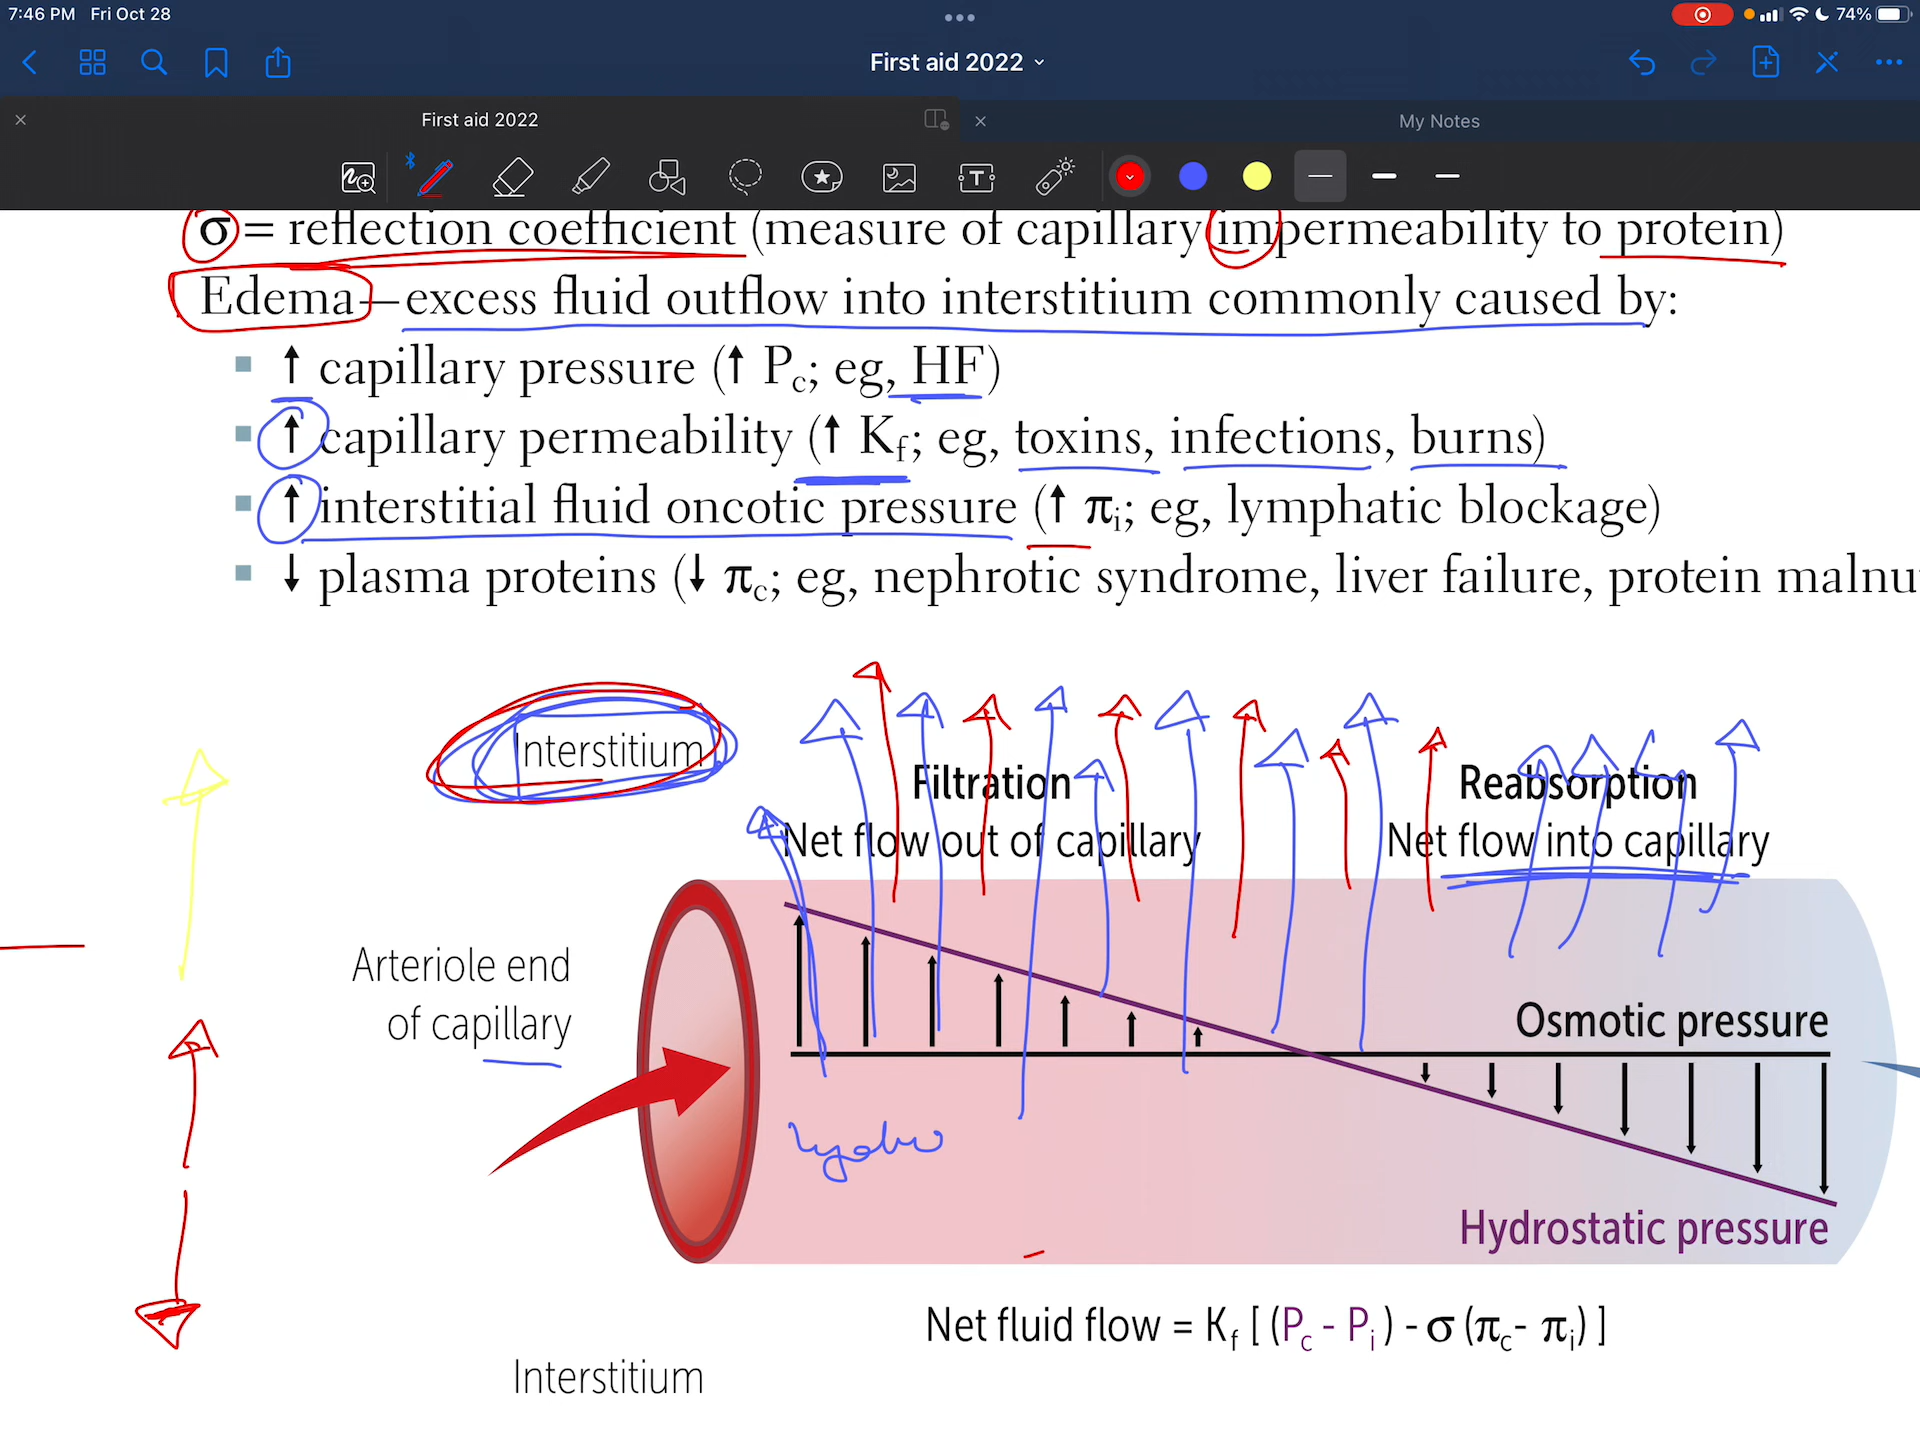 7:46 PM Fri Oct 28
74%
First aid 2022
First aid 2022
My Notes
σ = reflection coefficient (measure of capillary impermeability to protein)
Edema—excess fluid outflow into interstitium commonly caused by:
▪ ↑ capillary pressure (↑ Pc; eg, HF)
▪ ↑ capillary permeability (↑ Kf; eg, toxins, infections, burns)
▪ ↑ interstitial fluid oncotic pressure (↑ πi; eg, lymphatic blockage)
▪ ↓ plasma proteins (↓ πc; eg, nephrotic syndrome, liver failure, protein malnu
Interstitium
Filtration
Net flow out of capillary
Reabsorption
Net flow into capillary
Arteriole end
of capillary
Osmotic pressure
hydro
Hydrostatic pressure
Net fluid flow = Kf [ (Pc - Pi ) - σ (πc- πi) ]
Interstitium